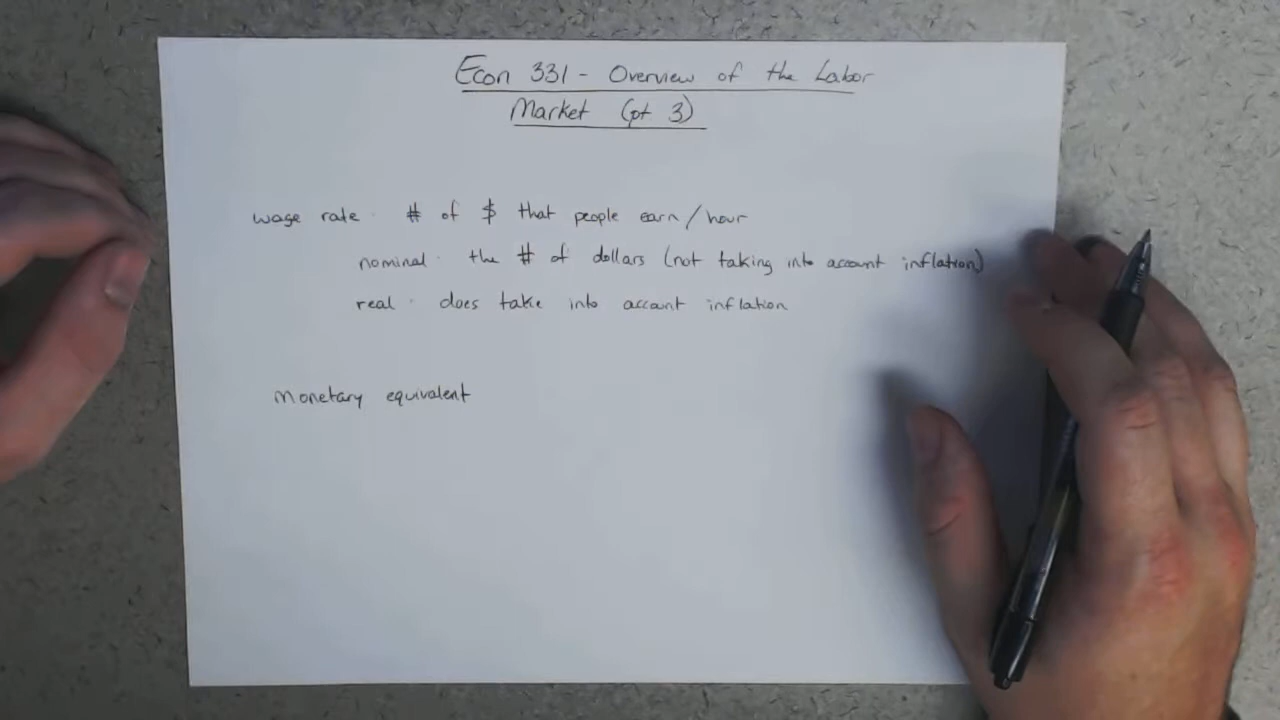 Econ 331 - Overview of the Labor
Market (pt 3)
wage rate: # of $ that people earn/hour
nominal: the # of dollars (not taking into account inflation)
real: does take into account inflation
Monetary equivalent